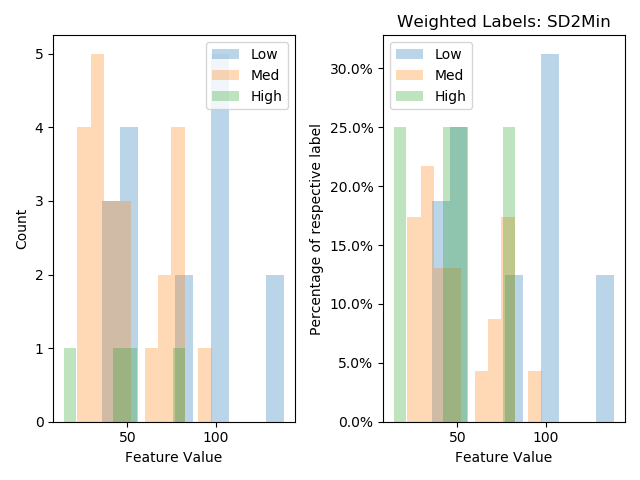 Low
Med
High
5
4
3
2
1
0
50
100
Count
Feature Value
Weighted Labels: SD2Min
Low
Med
High
30.0%
25.0%
20.0%
15.0%
10.0%
5.0%
0.0%
50
100
Percentage of respective label
Feature Value